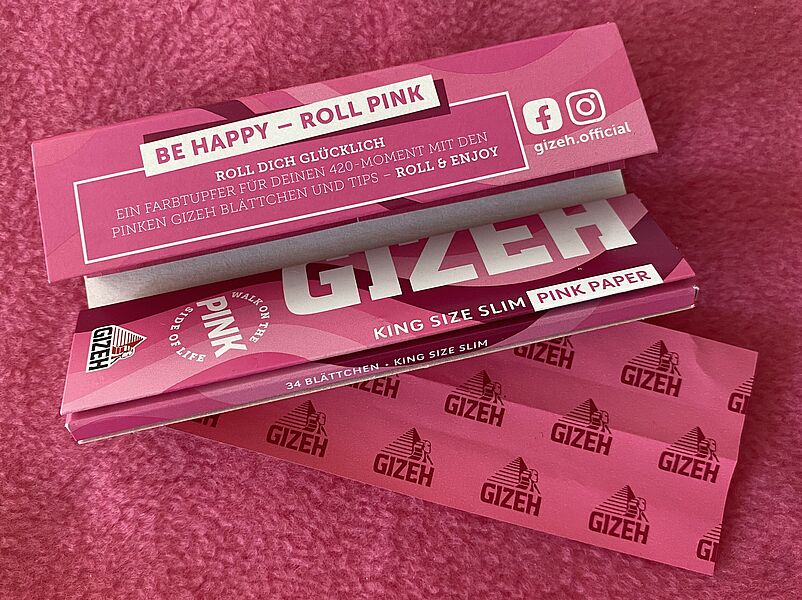 BE HAPPY – ROLL PINK
ROLL DICH GLÜCKLICH
EIN FARBTUPFER FÜR DEINEN 420-MOMENT MIT DEN
PINKEN GIZEH BLÄTTCHEN UND TIPS – ROLL & ENJOY
gizeh.official
GIZEH
KING SIZE SLIM PINK PAPER
GIZEH
WALK ON THE
PINK
SIDE OF LIFE
34 BLÄTTCHEN · KING SIZE SLIM
GIZEH
GIZEH
GIZEH
GIZEH
GIZEH
GIZEH
GIZEH
GIZEH